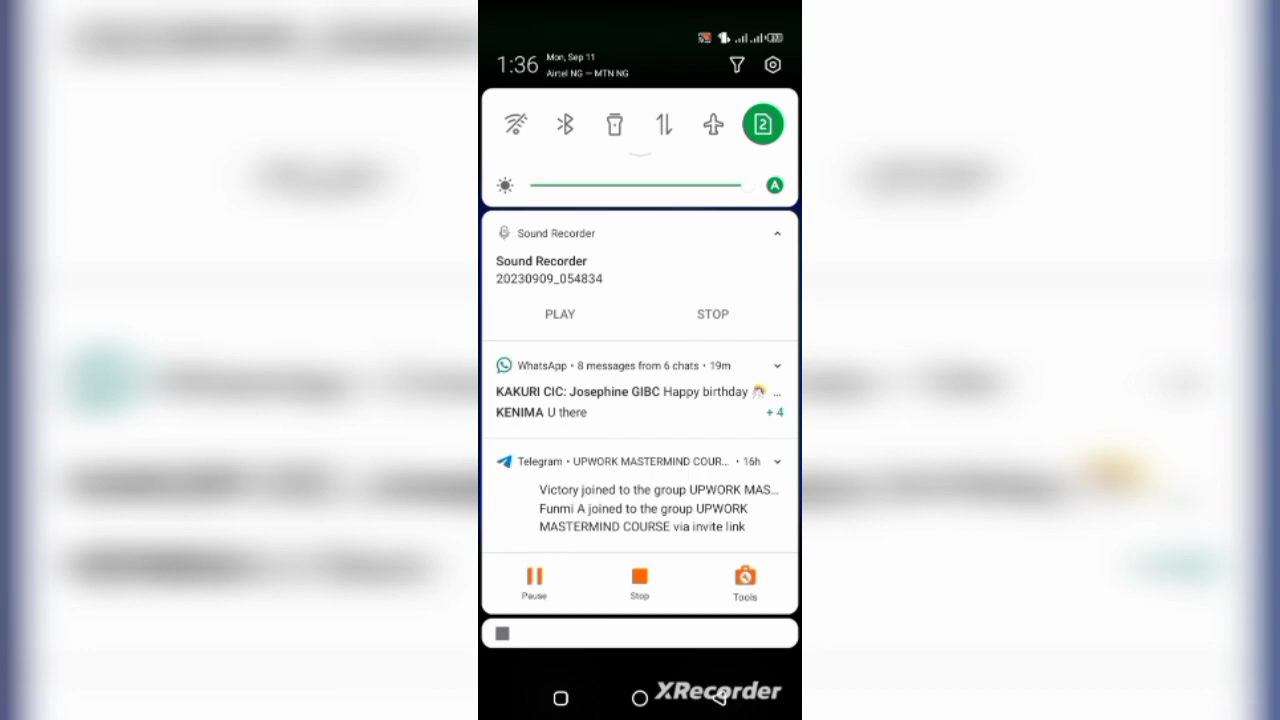 1:36 Mon, Sep 11
Airtel NG — MTN NG
2
A
Sound Recorder
Sound Recorder
20230909_054834
PLAY STOP
WhatsApp • 8 messages from 6 chats • 19m
KAKURI CIC: Josephine GIBC Happy birthday 🎊 ...
KENIMA U there + 4
Telegram • UPWORK MASTERMIND COUR... • 16h
Victory joined to the group UPWORK MAS...
Funmi A joined to the group UPWORK
MASTERMIND COURSE via invite link
Pause Stop Tools
XRecorder